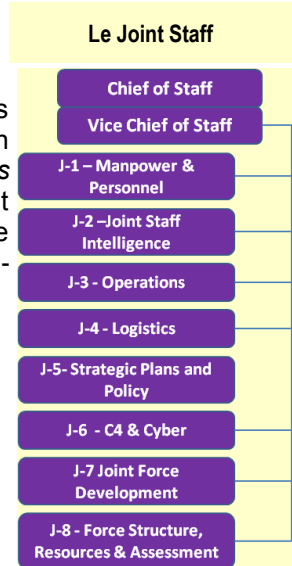 Le Joint Staff
Chief of Staff
Vice Chief of Staff
J-1 – Manpower &
Personnel
J-2 –Joint Staff
Intelligence
J-3 - Operations
J-4 - Logistics
J-5- Strategic Plans and
Policy
J-6 - C4 & Cyber
J-7 Joint Force
Development
J-8 - Force Structure,
Resources & Assessment